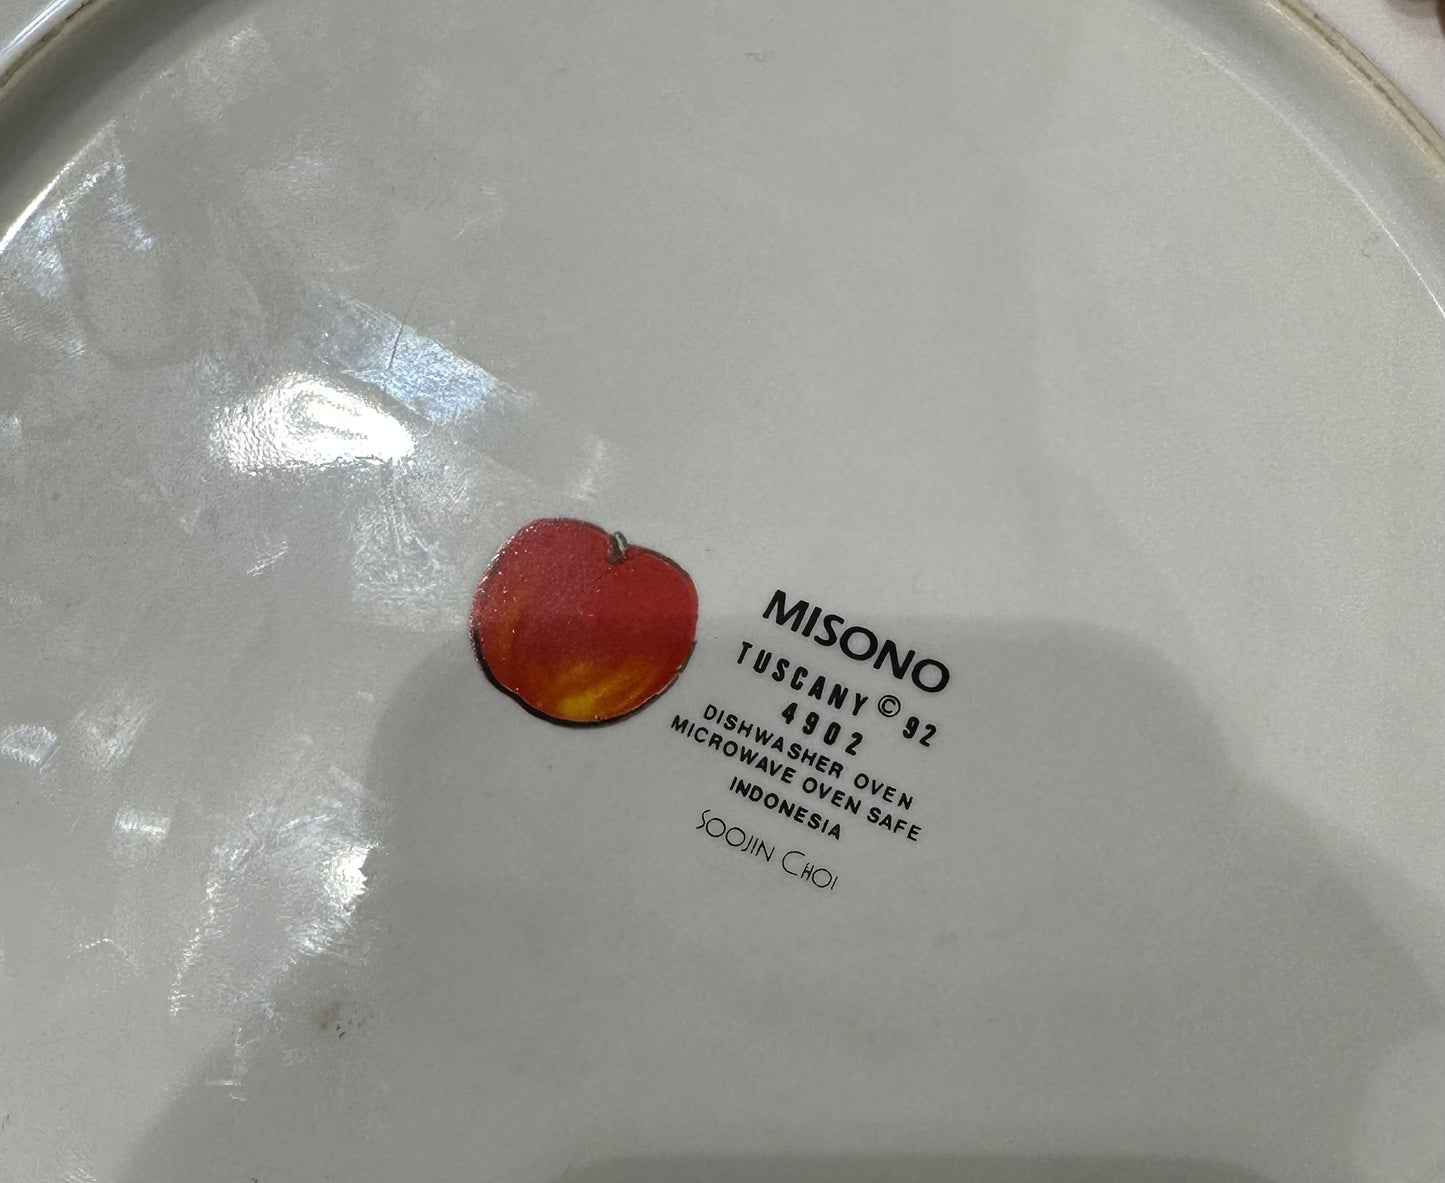 MISONO
TUSCANY © 92
4902
DISHWASHER OVEN
MICROWAVE OVEN SAFE
INDONESIA
SOOJIN CHOI